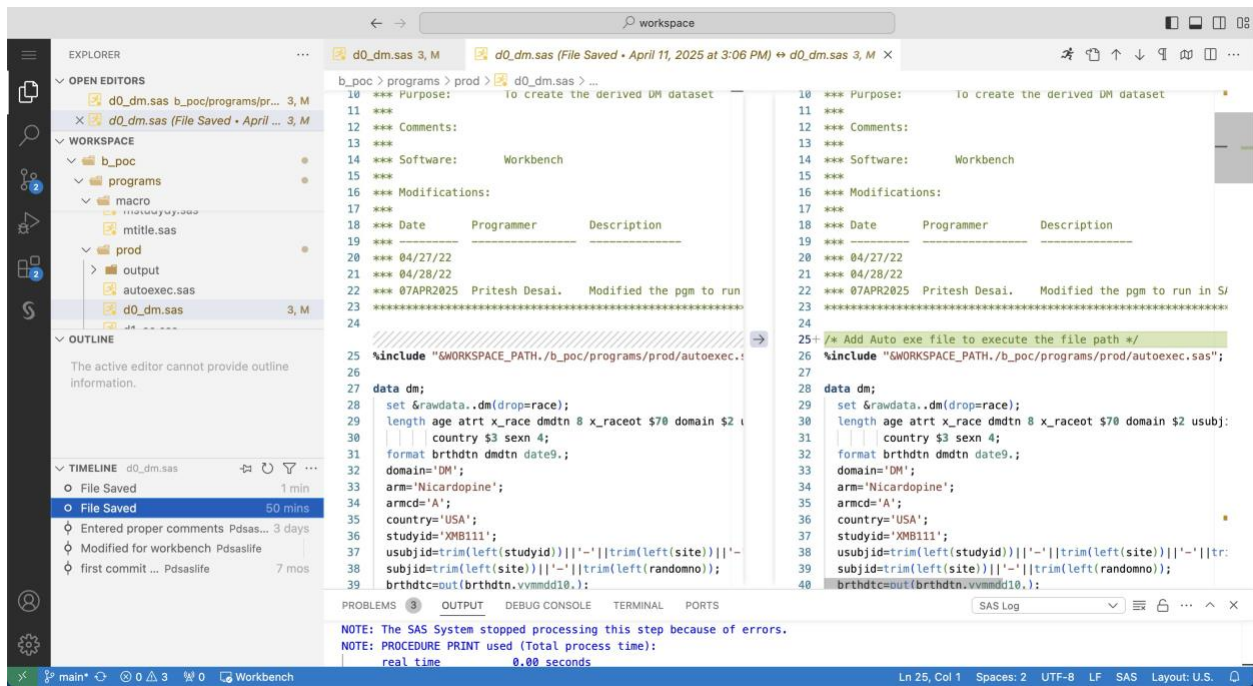 workspace
EXPLORER
OPEN EDITORS
d0_dm.sas b_poc/programs/pr... 3, M
d0_dm.sas (File Saved • April ... 3, M
WORKSPACE
b_poc
programs
macro
mstudydy.sas
mtitle.sas
prod
output
autoexec.sas
d0_dm.sas 3, M
OUTLINE
The active editor cannot provide outline
information.
TIMELINE d0_dm.sas
File Saved 1 min
File Saved 50 mins
Entered proper comments Pdsas... 3 days
Modified for workbench Pdsaslife
first commit ... Pdsaslife 7 mos
2
2
d0_dm.sas 3, M
d0_dm.sas (File Saved • April 11, 2025 at 3:06 PM) ↔ d0_dm.sas 3, M
b_poc > programs > prod > d0_dm.sas > ...
10 *** Purpose: To create the derived DM dataset
11 ***
12 *** Comments:
13 ***
14 *** Software: Workbench
15 ***
16 *** Modifications:
17 ***
18 *** Date Programmer Description
19 *** --------- ---------------- --------------
20 *** 04/27/22
21 *** 04/28/22
22 *** 07APR2025 Pritesh Desai. Modified the pgm to run
23 ****************************************************************
24
25 %include "&WORKSPACE_PATH./b_poc/programs/prod/autoexec.s
26
27 data dm;
28 set &rawdata..dm(drop=race);
29 length age atrt x_race dmdtn 8 x_raceot $70 domain $2 u
30 country $3 sexn 4;
31 format brthdtn dmdtn date9.;
32 domain='DM';
33 arm='Nicardopine';
34 armcd='A';
35 country='USA';
36 studyid='XMB111';
37 usubjid=trim(left(studyid))||'-'||trim(left(site))||'-
38 subjid=trim(left(site))||'-'||trim(left(randomno));
39 brthdtc=put(brthdtn,yymmdd10.);
10 *** Purpose: To create the derived DM dataset
11 ***
12 *** Comments:
13 ***
14 *** Software: Workbench
15 ***
16 *** Modifications:
17 ***
18 *** Date Programmer Description
19 *** --------- ---------------- --------------
20 *** 04/27/22
21 *** 04/28/22
22 *** 07APR2025 Pritesh Desai. Modified the pgm to run in SA
23 ****************************************************************
24
25+ /* Add Auto exe file to execute the file path */
26 %include "&WORKSPACE_PATH./b_poc/programs/prod/autoexec.sas";
27
28 data dm;
29 set &rawdata..dm(drop=race);
30 length age atrt x_race dmdtn 8 x_raceot $70 domain $2 usubj
31 country $3 sexn 4;
32 format brthdtn dmdtn date9.;
33 domain='DM';
34 arm='Nicardopine';
35 armcd='A';
36 country='USA';
37 studyid='XMB111';
38 usubjid=trim(left(studyid))||'-'||trim(left(site))||'-'||tr
39 subjid=trim(left(site))||'-'||trim(left(randomno));
40 brthdtc=put(brthdtn,yymmdd10.);
PROBLEMS 3 OUTPUT DEBUG CONSOLE TERMINAL PORTS SAS Log
NOTE: The SAS System stopped processing this step because of errors.
NOTE: PROCEDURE PRINT used (Total process time):
real time 0.00 seconds
main* 0 3 0 Workbench Ln 25, Col 1 Spaces: 2 UTF-8 LF SAS Layout: U.S.